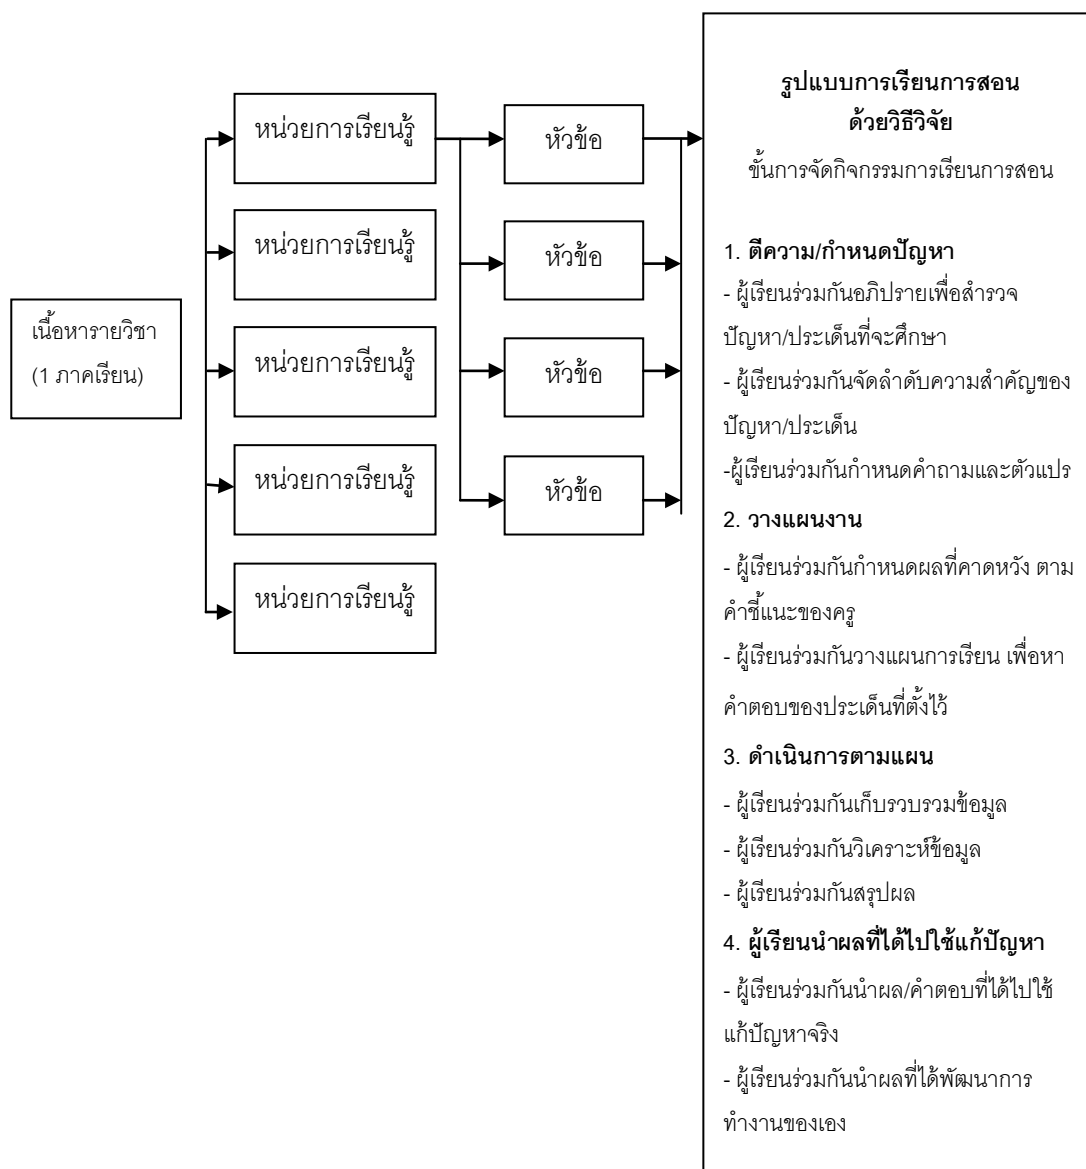 เนื้อหารายวิชา
(1 ภาคเรียน)
หน่วยการเรียนรู้
หน่วยการเรียนรู้
หน่วยการเรียนรู้
หน่วยการเรียนรู้
หน่วยการเรียนรู้
หัวข้อ
หัวข้อ
หัวข้อ
หัวข้อ
รูปแบบการเรียนการสอน
ด้วยวิธีวิจัย
ขั้นการจัดกิจกรรมการเรียนการสอน
1. ตีความ/กำหนดปัญหา
- ผู้เรียนร่วมกันอภิปรายเพื่อสำรวจ
ปัญหา/ประเด็นที่จะศึกษา
- ผู้เรียนร่วมกันจัดลำดับความสำคัญของ
ปัญหา/ประเด็น
-ผู้เรียนร่วมกันกำหนดคำถามและตัวแปร
2. วางแผนงาน
- ผู้เรียนร่วมกันกำหนดผลที่คาดหวัง ตาม
คำชี้แนะของครู
- ผู้เรียนร่วมกันวางแผนการเรียน เพื่อหา
คำตอบของประเด็นที่ตั้งไว้
3. ดำเนินการตามแผน
- ผู้เรียนร่วมกันเก็บรวบรวมข้อมูล
- ผู้เรียนร่วมกันวิเคราะห์ข้อมูล
- ผู้เรียนร่วมกันสรุปผล
4. ผู้เรียนนำผลที่ได้ไปใช้แก้ปัญหา
- ผู้เรียนร่วมกันนำผล/คำตอบที่ได้ไปใช้
แก้ปัญหาจริง
- ผู้เรียนร่วมกันนำผลที่ได้พัฒนาการ
ทำงานของเอง